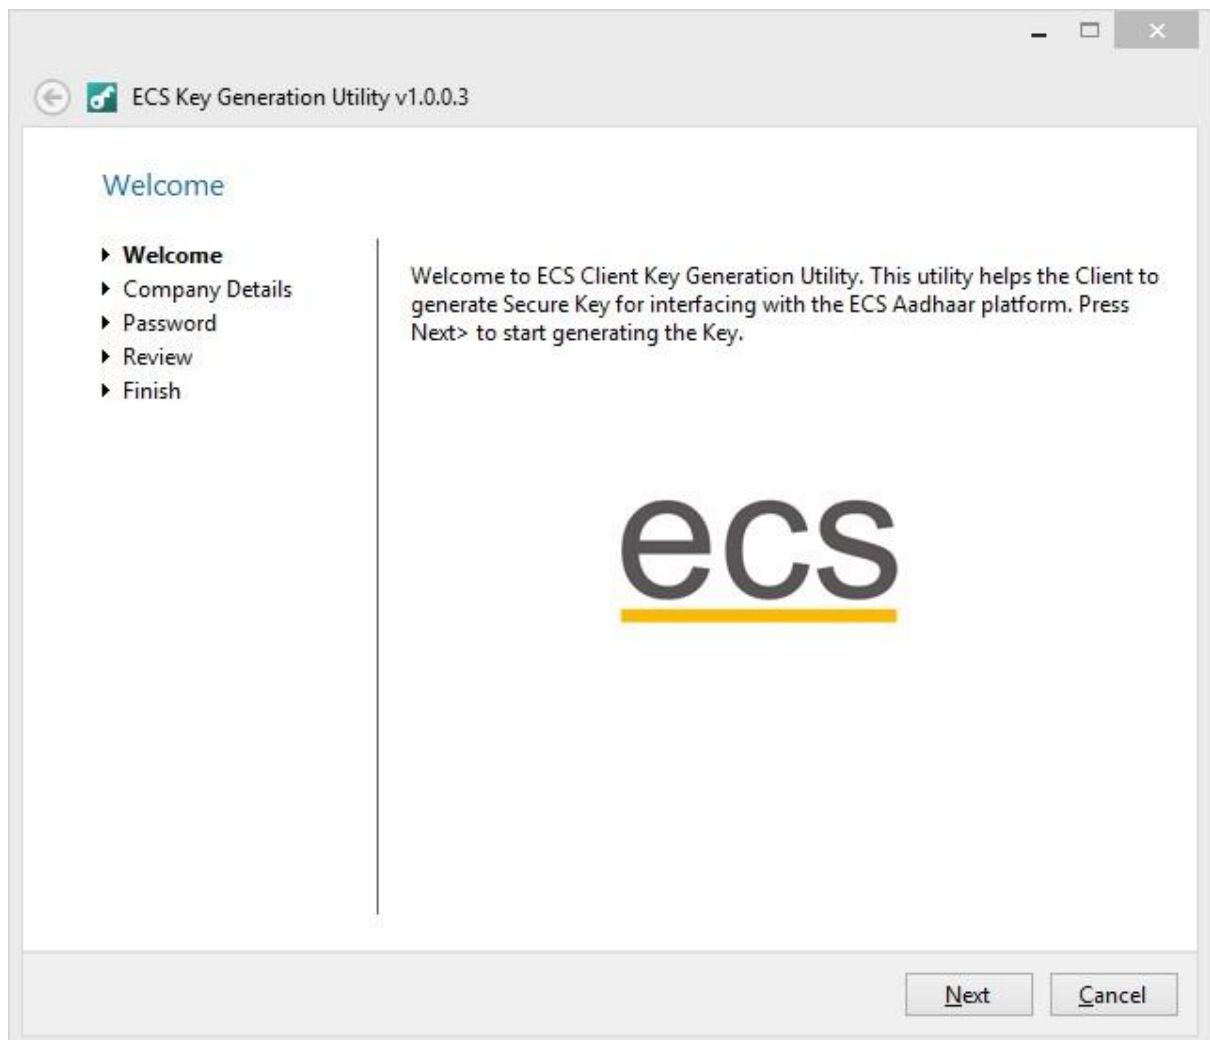 ECS Key Generation Utility v1.0.0.3
Welcome
Welcome
Company Details
Password
Review
Finish
Welcome to ECS Client Key Generation Utility. This utility helps the Client to
generate Secure Key for interfacing with the ECS Aadhaar platform. Press
Next> to start generating the Key.
ecs
Next
Cancel